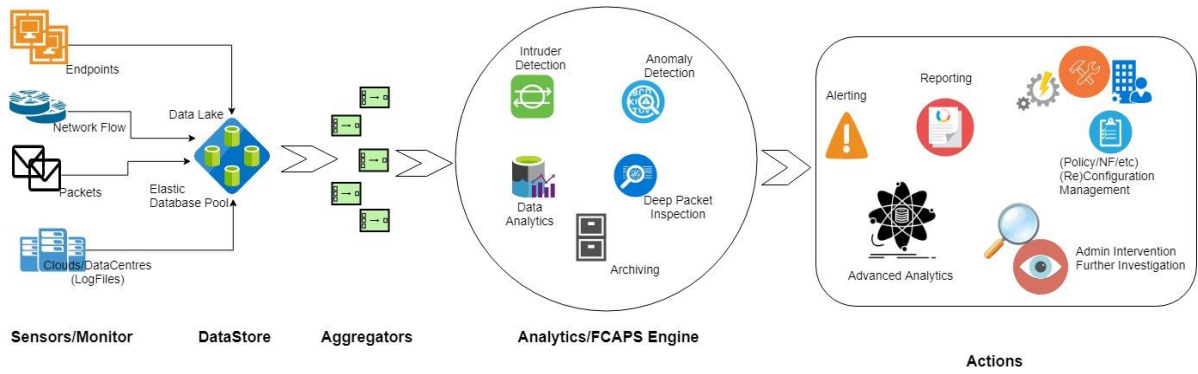 Endpoints
Network Flow
Packets
Clouds/DataCentres
(LogFiles)
Data Lake
Elastic
Database Pool
Intruder
Detection
Anomaly
Detection
Data
Analytics
Deep Packet
Inspection
Archiving
Alerting
Reporting
(Policy/NF/etc)
(Re)Configuration
Management
Advanced Analytics
Admin Intervention
Further Investigation
Sensors/Monitor
DataStore
Aggregators
Analytics/FCAPS Engine
Actions